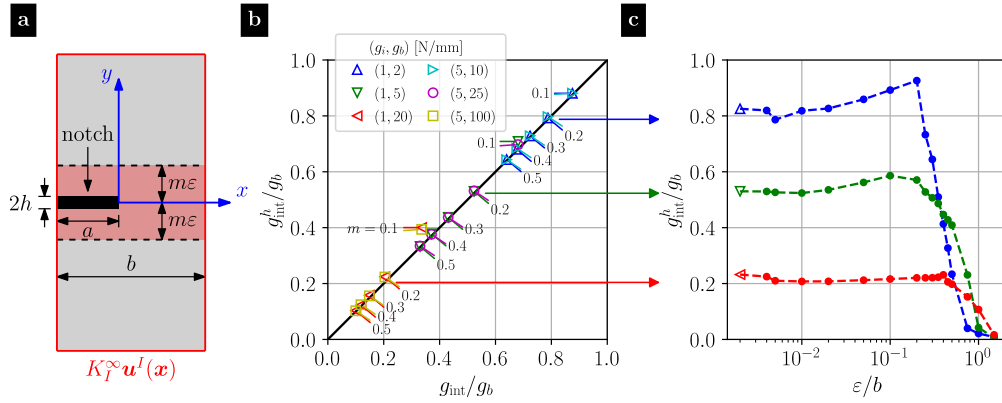 a
y
notch
x
2h
mε
mε
a
b
K_I^∞ u^I(x)
b
(g_i, g_b) [N/mm]
(1, 2)
(1, 5)
(1, 20)
(5, 10)
(5, 25)
(5, 100)
g_int^h/g_b
1.0
0.8
0.6
0.4
0.2
0.0
0.1
0.2
0.3
0.4
0.5
0.1
0.2
0.3
0.4
0.5
m = 0.1
0.2
0.3
0.4
0.5
0.0 0.2 0.4 0.6 0.8 1.0
g_int/g_b
c
g_int^h/g_b
1.0
0.8
0.6
0.4
0.2
0.0
10^−2 10^−1 10^0
ε/b